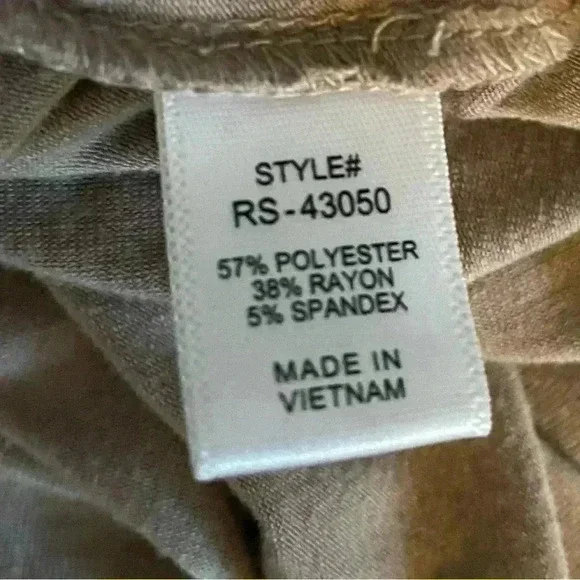 STYLE#
RS-43050
57% POLYESTER
38% RAYON
5% SPANDEX
MADE IN
VIETNAM